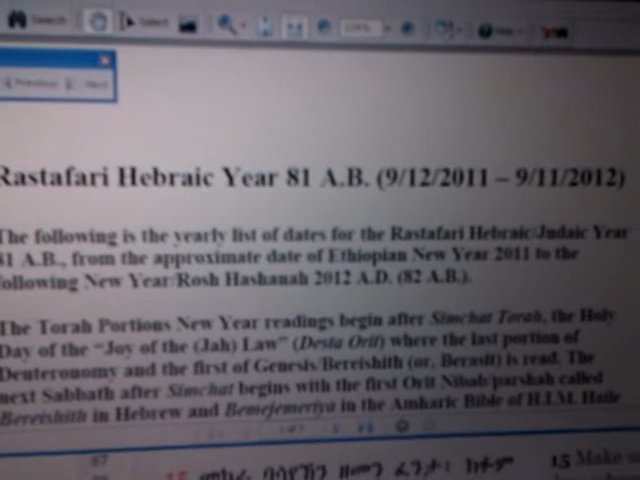 Search
Select
Rastafari Hebraic Year 81 A.B. (9/12/2011 – 9/11/2012)
The following is the yearly list of dates for the Rastafari Hebraic/Judaic Year
81 A.B., from the approximate date of Ethiopian New Year 2011 to the
following New Year/Rosh Hashanah 2012 A.D. (82 A.B.).
The Torah Portions New Year readings begin after Simchat Torah, the Holy
Day of the “Joy of the (Jah) Law” (Desta Orit) where the last portion of
Deuteronomy and the first of Genesis/Bereishith (or, Berasit) is read. The
next Sabbath after Simchat begins with the first Orit Nibab/parshah called
Bereishith in Hebrew and Bemejemeriya in the Amharic Bible of H.I.M. Haile
15 Make